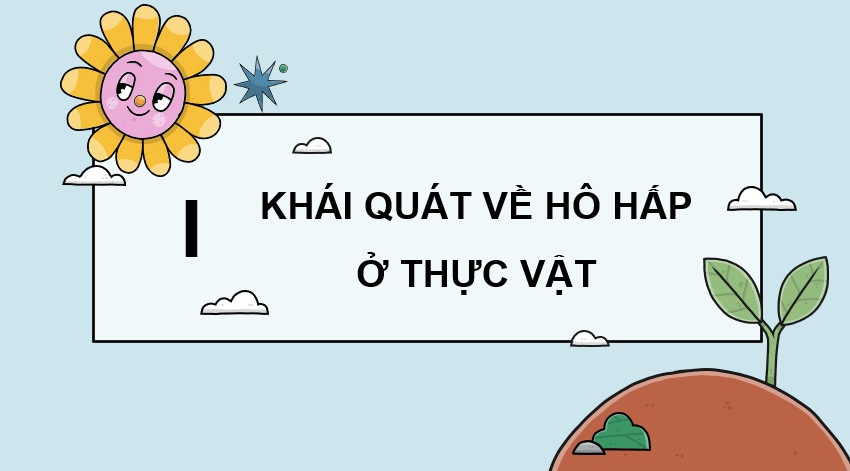 I
KHÁI QUÁT VỀ HÔ HẤP
Ở THỰC VẬT